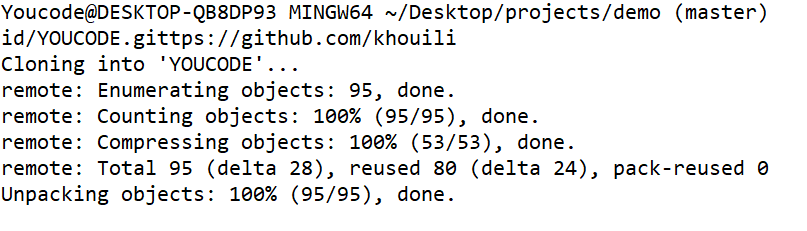 Youcode@DESKTOP-QB8DP93 MINGW64 ~/Desktop/projects/demo (master)
id/YOUCODE.gittps://github.com/khouili
Cloning into 'YOUCODE'...
remote: Enumerating objects: 95, done.
remote: Counting objects: 100% (95/95), done.
remote: Compressing objects: 100% (53/53), done.
remote: Total 95 (delta 28), reused 80 (delta 24), pack-reused 0
Unpacking objects: 100% (95/95), done.